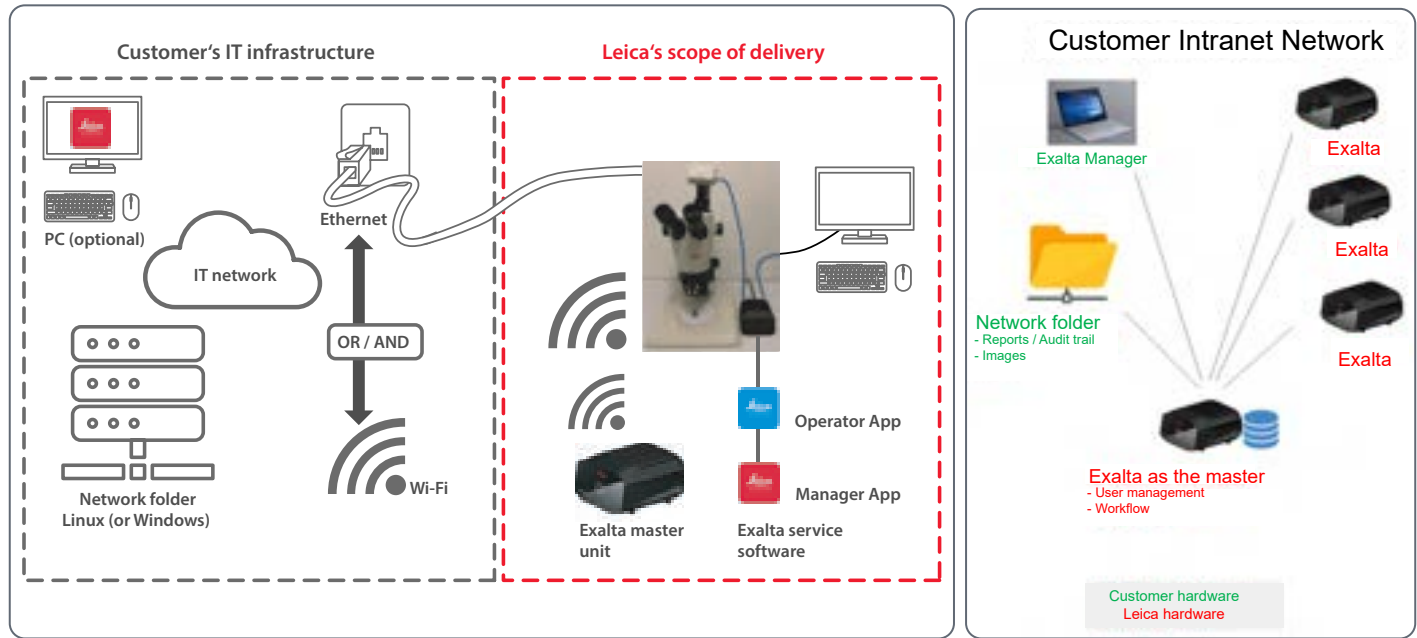 Customer‘s IT infrastructure
Leica‘s scope of delivery
PC (optional)
Ethernet
IT network
OR / AND
Network folder
Linux (or Windows)
Wi-Fi
Operator App
Manager App
Exalta master
unit
Exalta service
software
Customer Intranet Network
Exalta Manager
Exalta
Exalta
Exalta
Network folder
- Reports / Audit trail
- Images
Exalta as the master
- User management
- Workflow
Customer hardware
Leica hardware